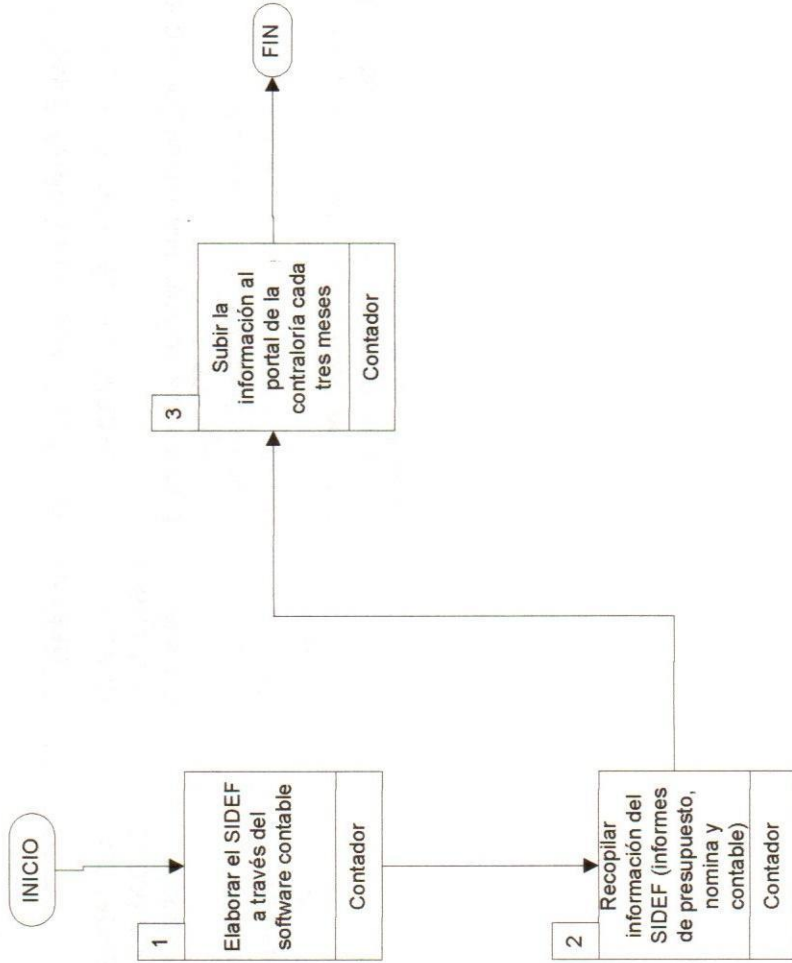 INICIO
1
Elaborar el SIDEF
a través del
software contable
Contador
2
Recopilar
información del
SIDEF (informes
de presupuesto,
nomina y
contable)
Contador
3
Subir la
información al
portal de la
contraloría cada
tres meses
Contador
FIN